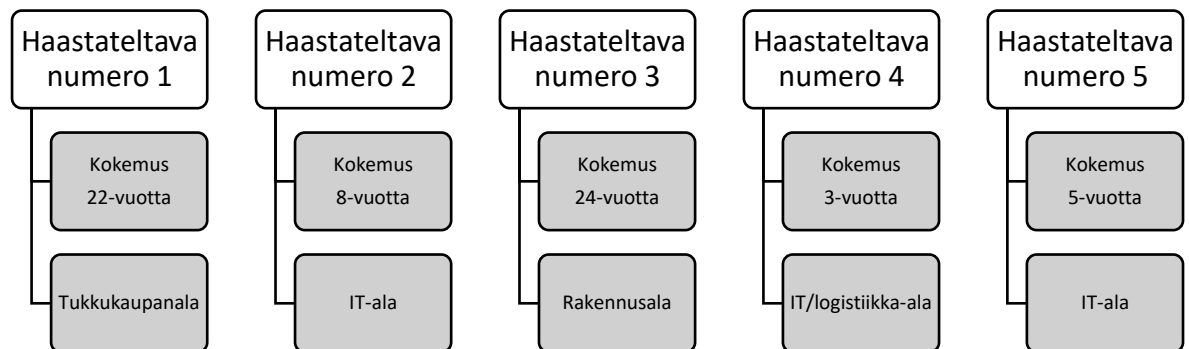 Haastateltava
numero 1
Kokemus
22-vuotta
Tukkukaupanala
Haastateltava
numero 2
Kokemus
8-vuotta
IT-ala
Haastateltava
numero 3
Kokemus
24-vuotta
Rakennusala
Haastateltava
numero 4
Kokemus
3-vuotta
IT/logistiikka-ala
Haastateltava
numero 5
Kokemus
5-vuotta
IT-ala